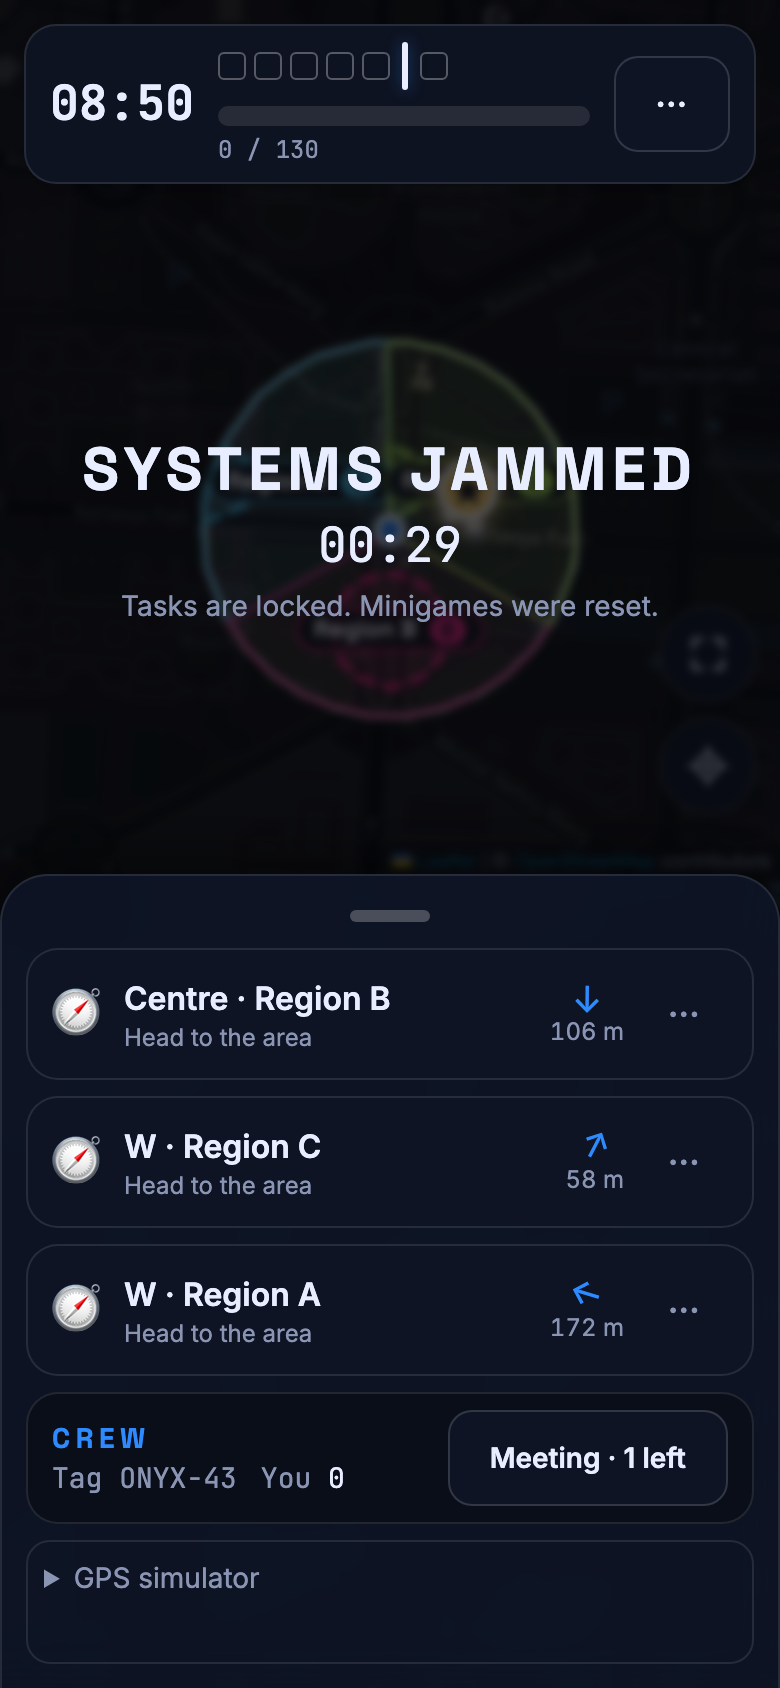 08:50
0 / 130
...
SYSTEMS JAMMED
00:29
Tasks are locked. Minigames were reset.
Region B
Centre · Region B
Head to the area
106 m
...
W · Region C
Head to the area
58 m
...
W · Region A
Head to the area
172 m
...
CREW
Tag ONYX-43 You 0
Meeting · 1 left
GPS simulator